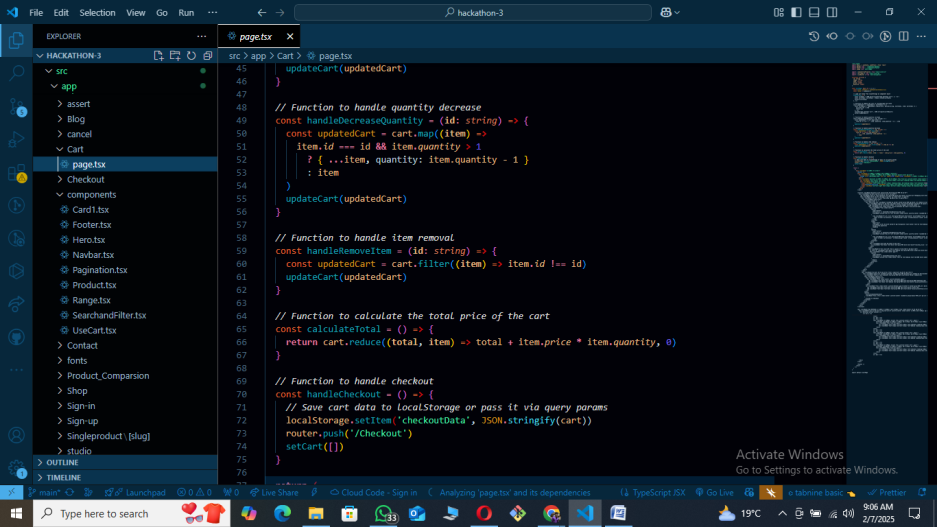 File Edit Selection View Go Run ···
hackathon-3
EXPLORER
page.tsx
HACKATHON-3
src > app > Cart > page.tsx
src
app
assert
Blog
cancel
Cart
page.tsx
Checkout
components
Card1.tsx
Footer.tsx
Hero.tsx
Navbar.tsx
Pagination.tsx
Product.tsx
Range.tsx
SearchandFilter.tsx
UseCart.tsx
Contact
fonts
Product_Comparsion
Shop
Sign-in
Sign-up
Singleproduct \ [slug]
studio
OUTLINE
TIMELINE
45 updateCart(updatedCart)
46 }
47
48 // Function to handle quantity decrease
49 const handleDecreaseQuantity = (id: string) => {
50 const updatedCart = cart.map((item) =>
51 item.id === id && item.quantity > 1
52 ? { ...item, quantity: item.quantity - 1 }
53 : item
54 )
55 updateCart(updatedCart)
56 }
57
58 // Function to handle item removal
59 const handleRemoveItem = (id: string) => {
60 const updatedCart = cart.filter((item) => item.id !== id)
61 updateCart(updatedCart)
62 }
63
64 // Function to calculate the total price of the cart
65 const calculateTotal = () => {
66 return cart.reduce((total, item) => total + item.price * item.quantity, 0)
67 }
68
69 // Function to handle checkout
70 const handleCheckout = () => {
71 // Save cart data to localStorage or pass it via query params
72 localStorage.setItem('checkoutData', JSON.stringify(cart))
73 router.push('/Checkout')
74 setCart([])
75 }
76
Activate Windows
Go to Settings to activate Windows.
main* Launchpad 0 0 0 Live Share Cloud Code - Sign in Analyzing 'page.tsx' and its dependencies TypeScript JSX Go Live tabnine basic Prettier
Type here to search
33
19°C
9:06 AM
2/7/2025